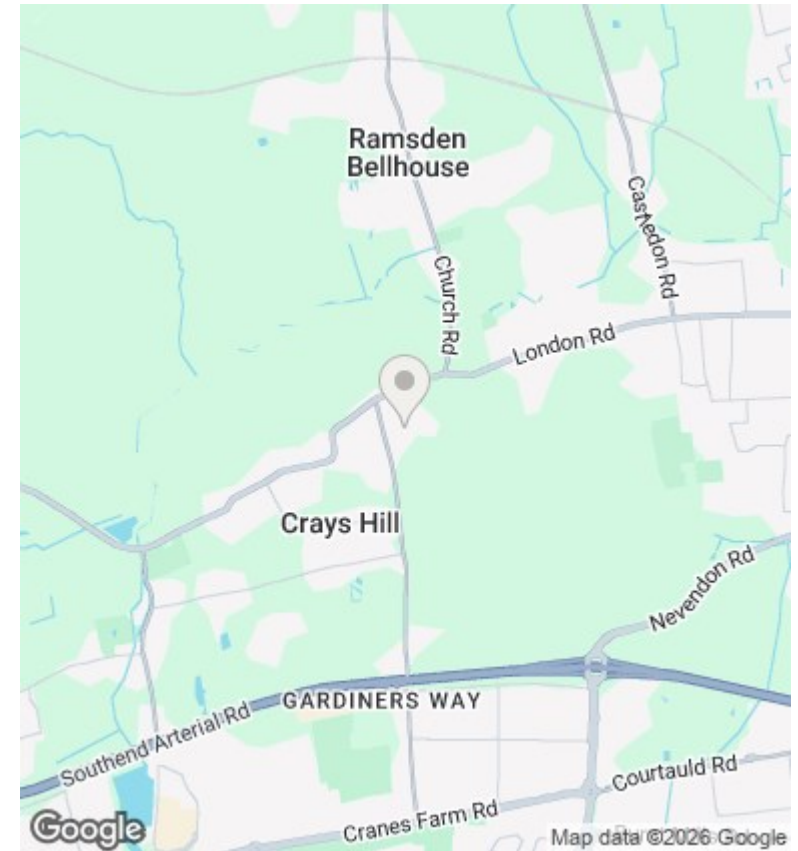 Ramsden
Bellhouse
Castledon Rd
Church Rd
London Rd
Crays Hill
Nevendon Rd
GARDINERS WAY
Southend Arterial Rd
Courtauld Rd
Cranes Farm Rd
Google
Map data ©2026 Google